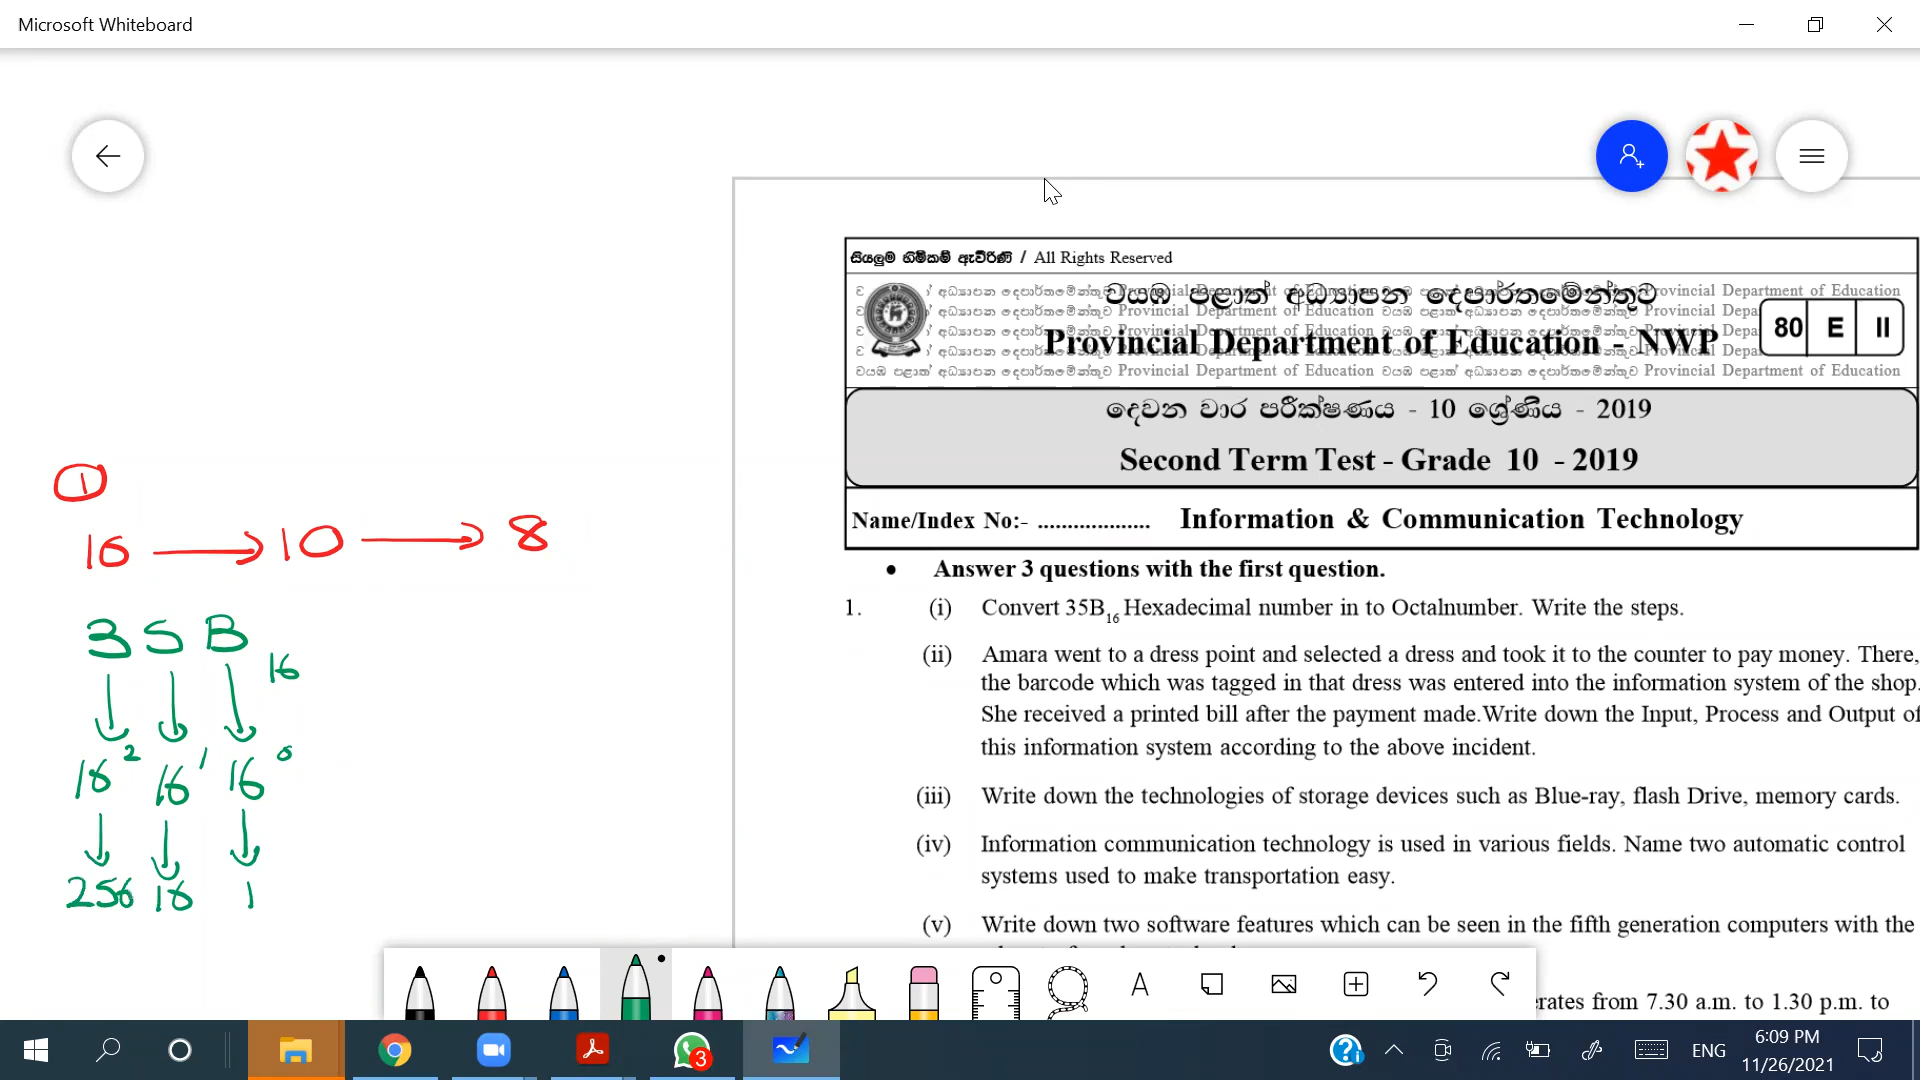 Microsoft Whiteboard
සියලුම හිමිකම් ඇවිරිණි / All Rights Reserved
වයඹ පළාත් අධ්‍යාපන දෙපාර්තමේන්තුව
Provincial Department of Education - NWP
80 E II
දෙවන වාර පරීක්ෂණය - 10 ශ්‍රේණිය - 2019
Second Term Test - Grade 10 - 2019
Name/Index No:- ................... Information & Communication Technology
• Answer 3 questions with the first question.
1. (i) Convert 35B16 Hexadecimal number in to Octalnumber. Write the steps.
(ii) Amara went to a dress point and selected a dress and took it to the counter to pay money. There,
the barcode which was tagged in that dress was entered into the information system of the shop.
She received a printed bill after the payment made.Write down the Input, Process and Output of
this information system according to the above incident.
(iii) Write down the technologies of storage devices such as Blue-ray, flash Drive, memory cards.
(iv) Information communication technology is used in various fields. Name two automatic control
systems used to make transportation easy.
(v) Write down two software features which can be seen in the fifth generation computers with the
erates from 7.30 a.m. to 1.30 p.m. to
1
16 → 10 → 8
3 5 B 16
16² 16¹ 16⁰
256 16 1
A
3
ENG
6:09 PM
11/26/2021